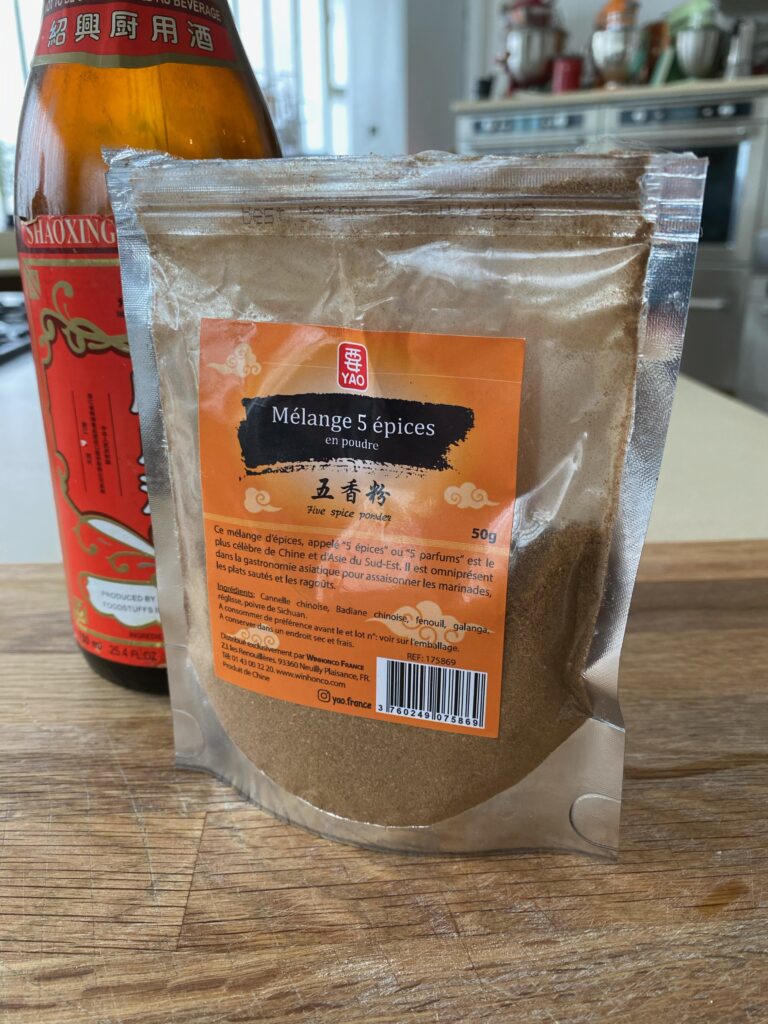 紹興厨用酒
SHAOXING
PRODUCED BY
FOODSTUFFS
25.4 FL.OZ
best before
要
YAO
Mélange 5 épices
en poudre
五香粉
Five spice powder
50g
Ce mélange d'épices, appelé "5 épices" ou "5 parfums" est le
plus célèbre de Chine et d'Asie du Sud-Est. Il est omniprésent
dans la gastronomie asiatique pour assaisonner les marinades,
les plats sautés et les ragoûts.
Ingrédients: Cannelle chinoise, Badiane chinoise, fenouil, galanga,
réglisse, poivre de Sichuan.
A consommer de préférence avant le et lot n°: voir sur l'emballage.
A conserver dans un endroit sec et frais.
REF: 175869
Distribué exclusivement par WINHONCO FRANCE
Z.I. les Renouillères, 93360 Neuilly Plaisance, FR
Tél: 01 43 00 32 20. www.winhonco.com
Produit de Chine
yao.france
3 760249 075869